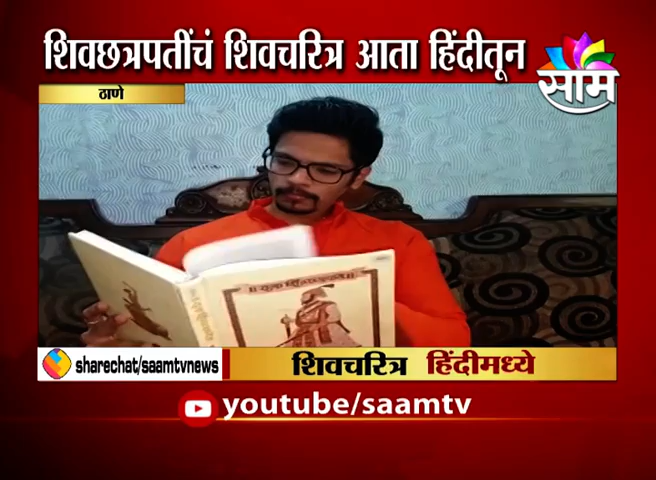 शिवछत्रपतींचं शिवचरित्र आता हिंदीतून
साम
ठाणे
sharechat/saamtvnews
शिवचरित्र हिंदीमध्ये
youtube/saamtv